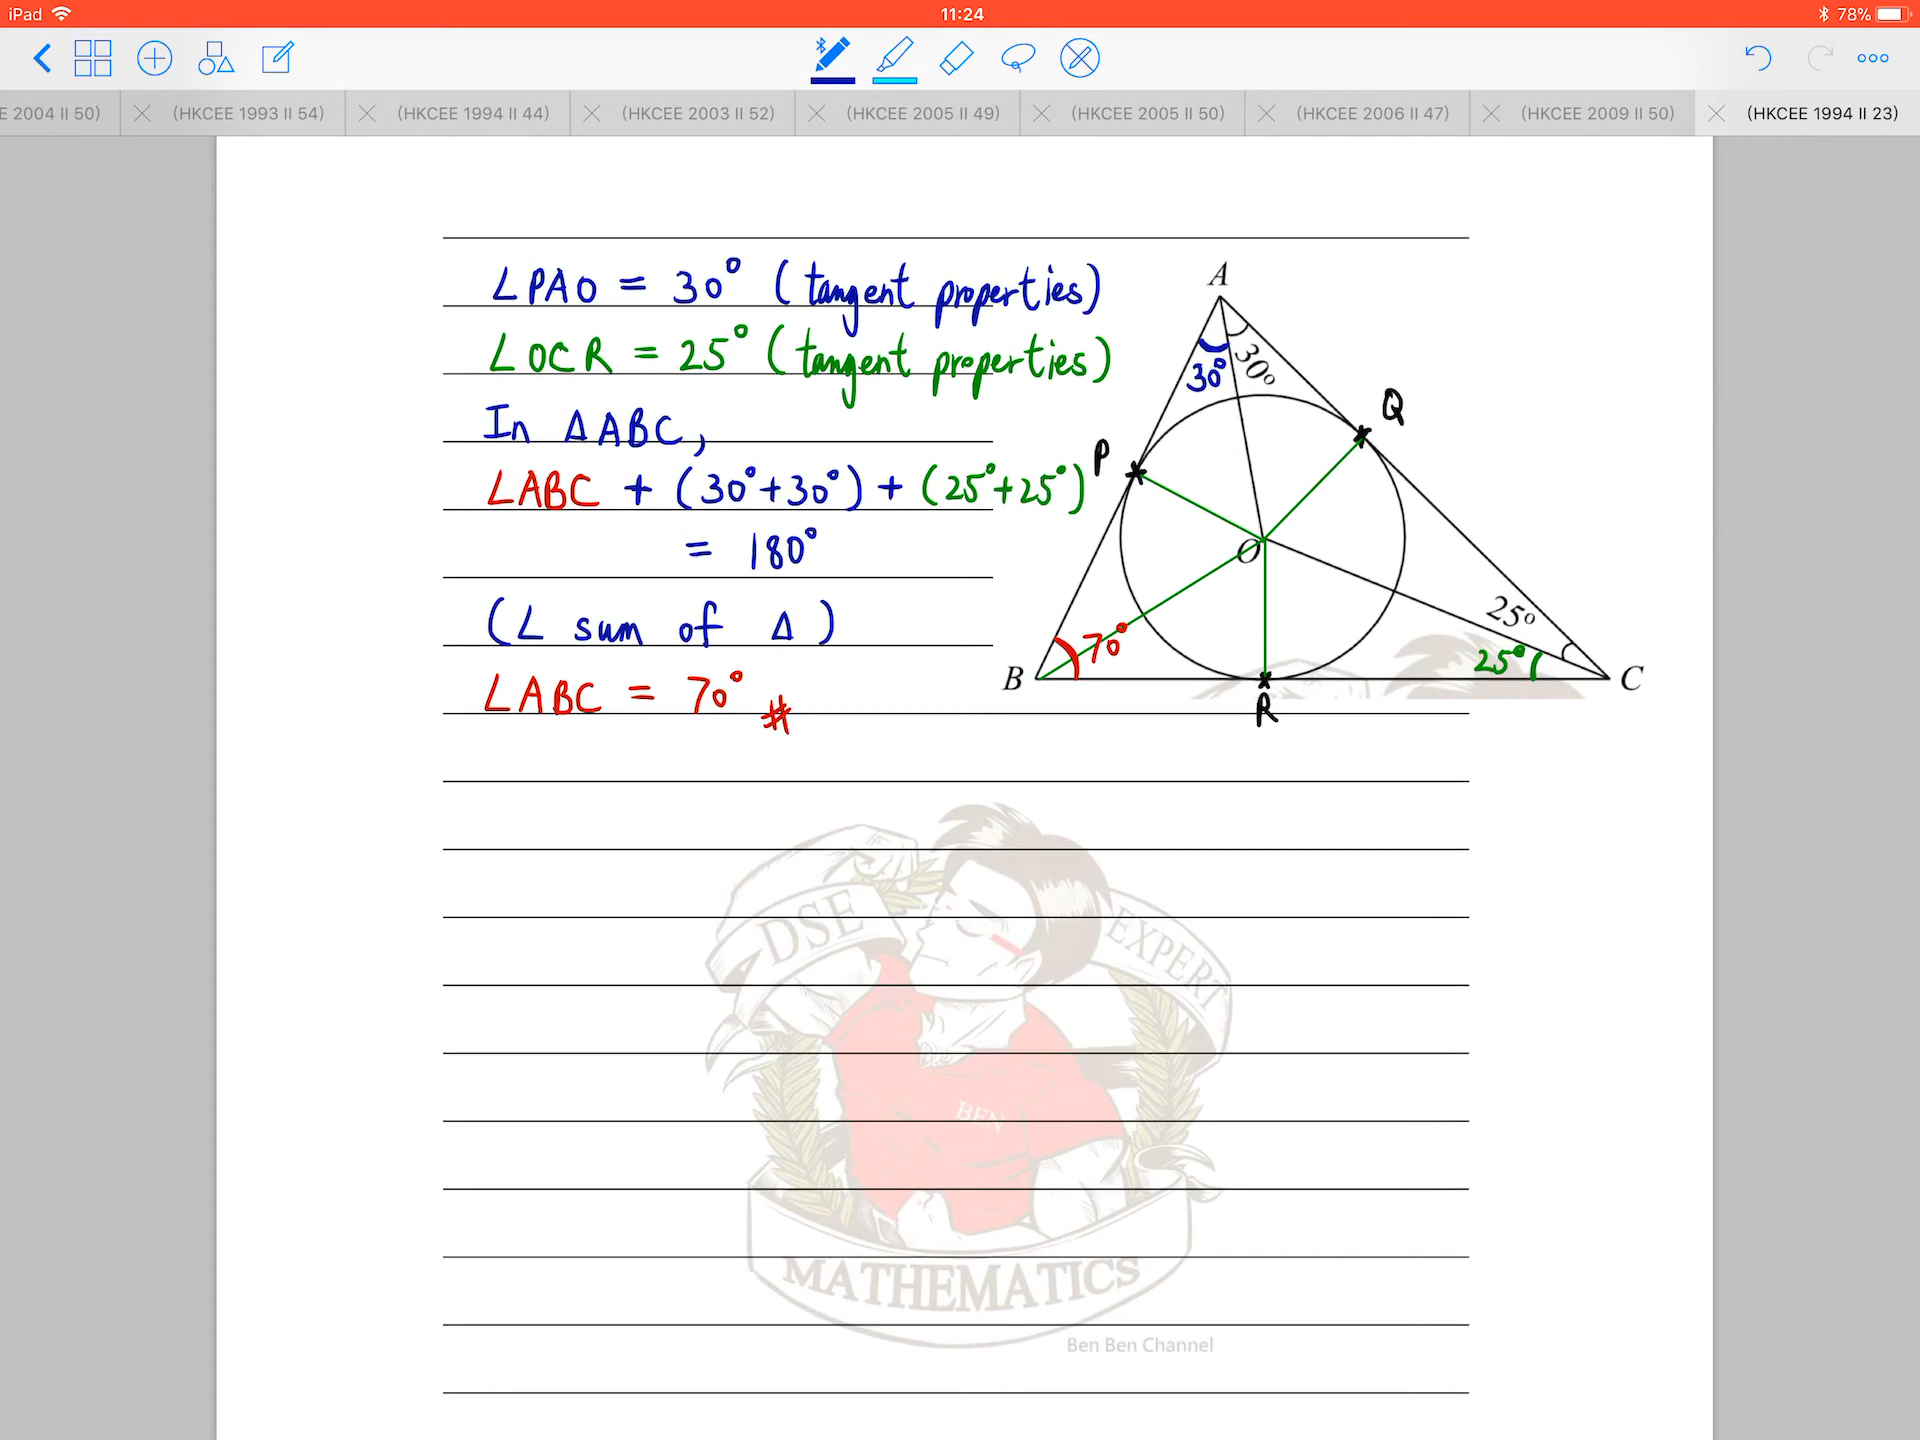 iPad 11:24 78%
E 2004 II 50) (HKCEE 1993 II 54) (HKCEE 1994 II 44) (HKCEE 2003 II 52) (HKCEE 2005 II 49) (HKCEE 2005 II 50) (HKCEE 2006 II 47) (HKCEE 2009 II 50) (HKCEE 1994 II 23)
∠PAO = 30° (tangent properties)
∠OCR = 25° (tangent properties)
In ΔABC,
∠ABC + (30°+30°) + (25°+25°)
= 180°
(∠ sum of Δ)
∠ABC = 70° #
A
30° 30°
Q
P
O
25°
B 70° 25° C
R
DSE EXPERT
BEN
MATHEMATICS
Ben Ben Channel